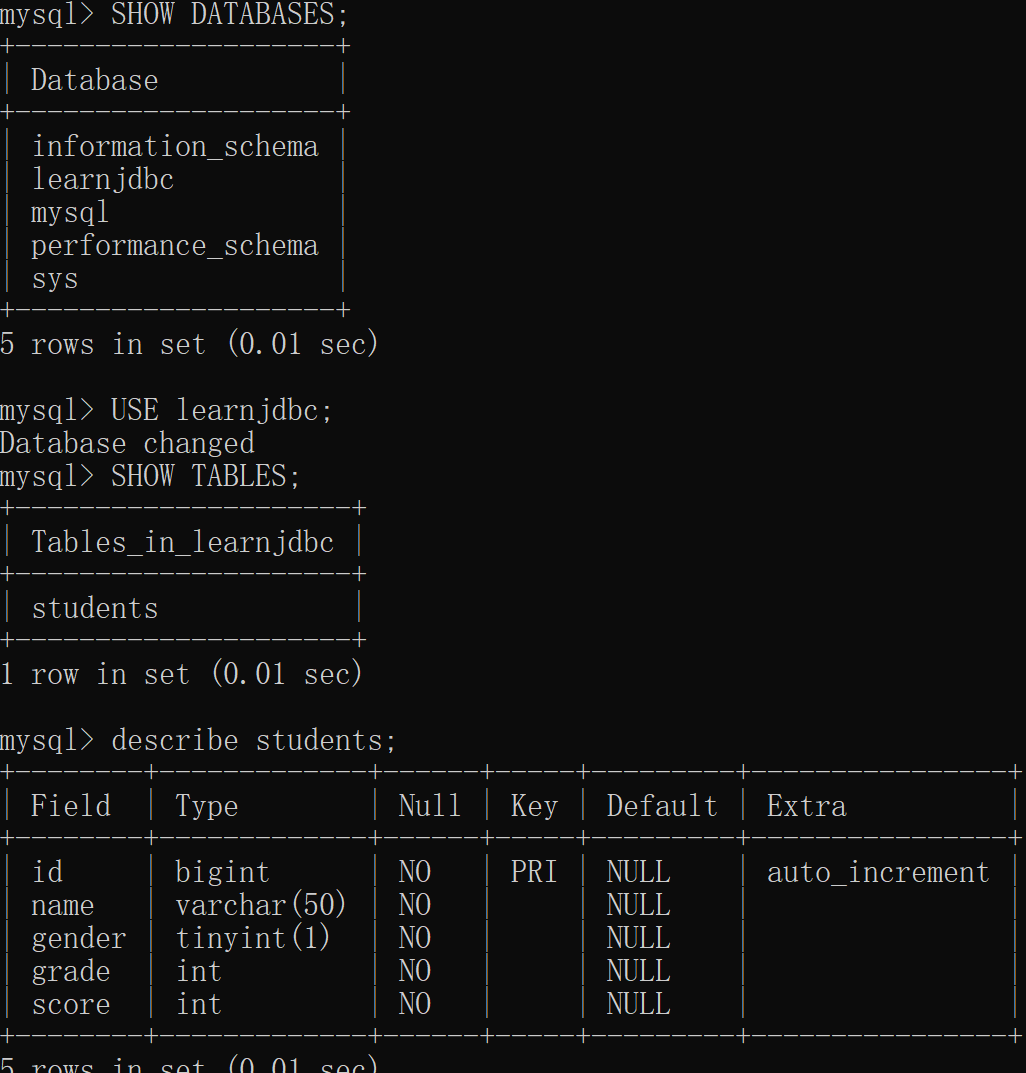 mysql> SHOW DATABASES;
+--------------------+
| Database           |
+--------------------+
| information_schema |
| learnjdbc          |
| mysql              |
| performance_schema |
| sys                |
+--------------------+
5 rows in set (0.01 sec)

mysql> USE learnjdbc;
Database changed
mysql> SHOW TABLES;
+---------------------+
| Tables_in_learnjdbc |
+---------------------+
| students            |
+---------------------+
1 row in set (0.01 sec)

mysql> describe students;
+--------+-------------+------+-----+---------+----------------+
| Field  | Type        | Null | Key | Default | Extra          |
+--------+-------------+------+-----+---------+----------------+
| id     | bigint      | NO   | PRI | NULL    | auto_increment |
| name   | varchar(50) | NO   |     | NULL    |                |
| gender | tinyint(1)  | NO   |     | NULL    |                |
| grade  | int         | NO   |     | NULL    |                |
| score  | int         | NO   |     | NULL    |                |
+--------+-------------+------+-----+---------+----------------+
5 rows in set (0.01 sec)